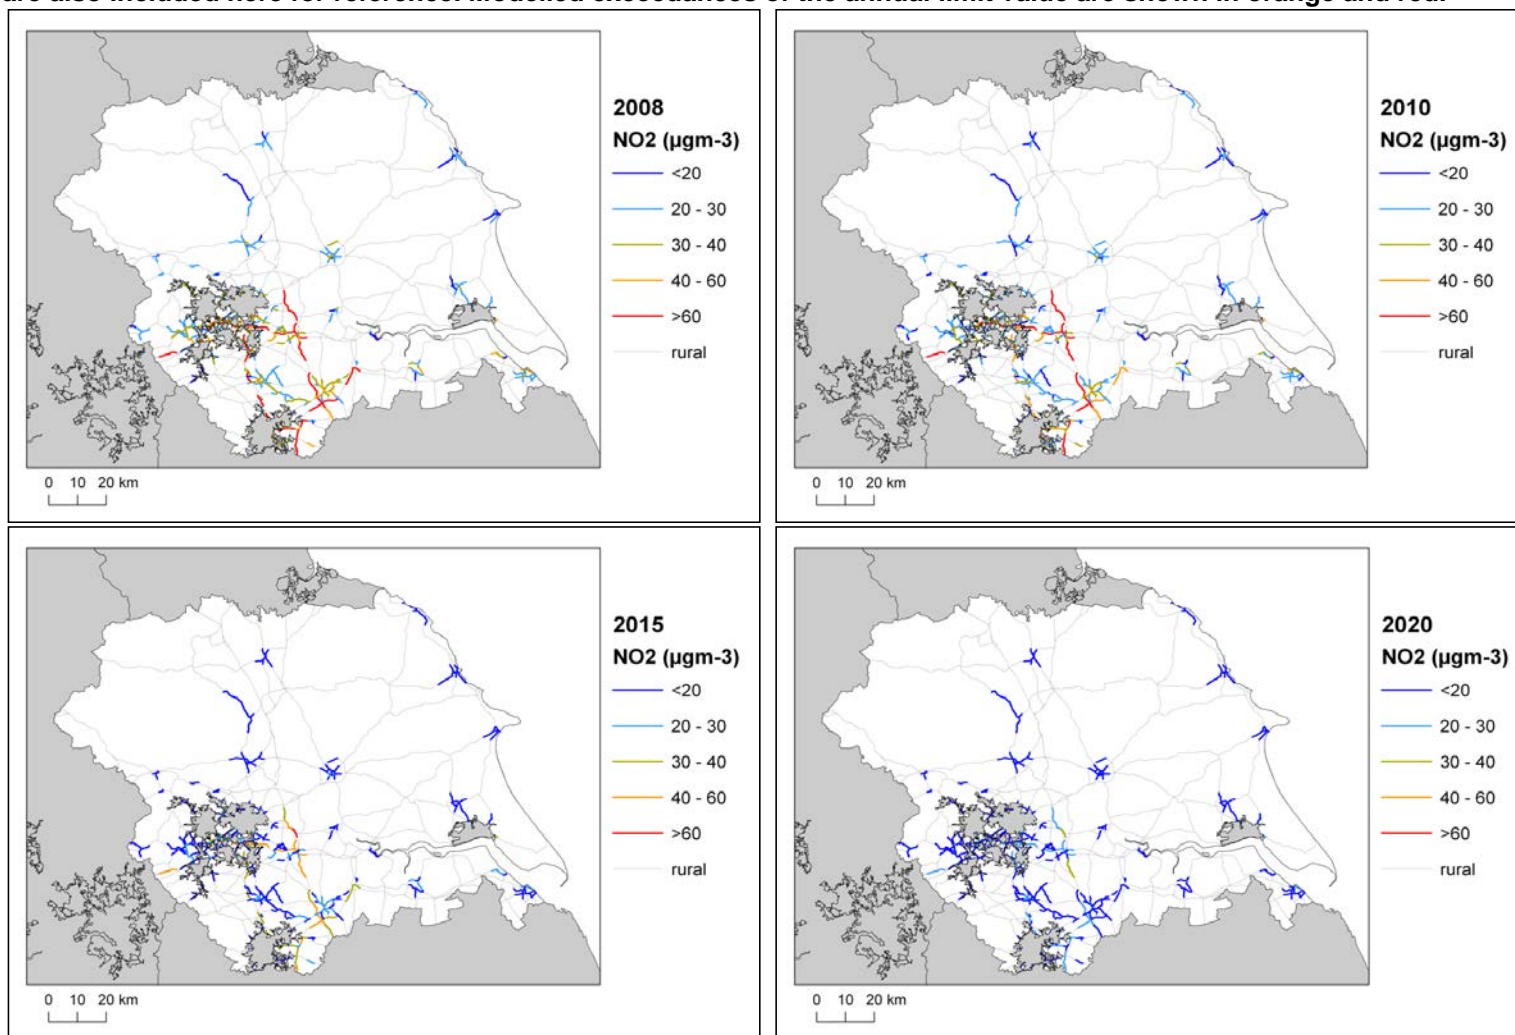 are also included here for reference. Modelled exceedances of the annual limit value are shown in orange and red.
2008
NO2 (µgm-3)
<20
20 - 30
30 - 40
40 - 60
>60
rural
0 10 20 km
2010
NO2 (µgm-3)
<20
20 - 30
30 - 40
40 - 60
>60
rural
0 10 20 km
2015
NO2 (µgm-3)
<20
20 - 30
30 - 40
40 - 60
>60
rural
0 10 20 km
2020
NO2 (µgm-3)
<20
20 - 30
30 - 40
40 - 60
>60
rural
0 10 20 km